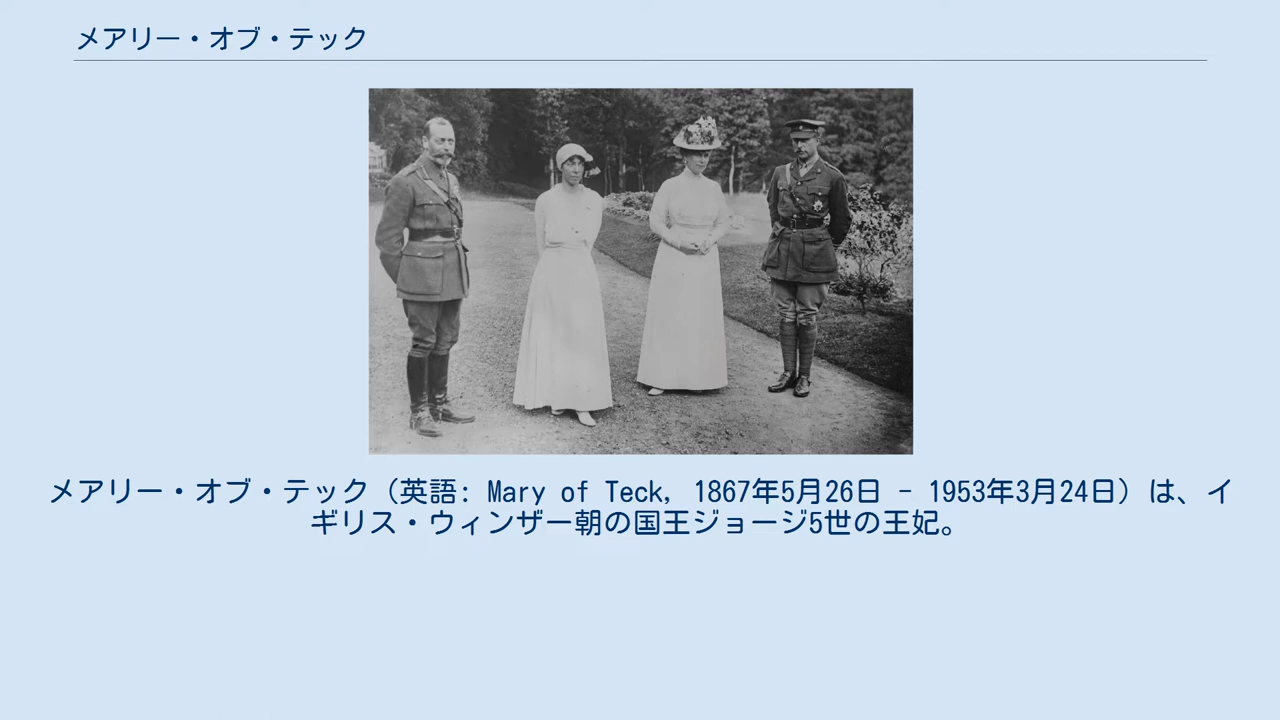 メアリー・オブ・テック
メアリー・オブ・テック（英語: Mary of Teck, 1867年5月26日 - 1953年3月24日）は、イ
ギリス・ウィンザー朝の国王ジョージ5世の王妃。